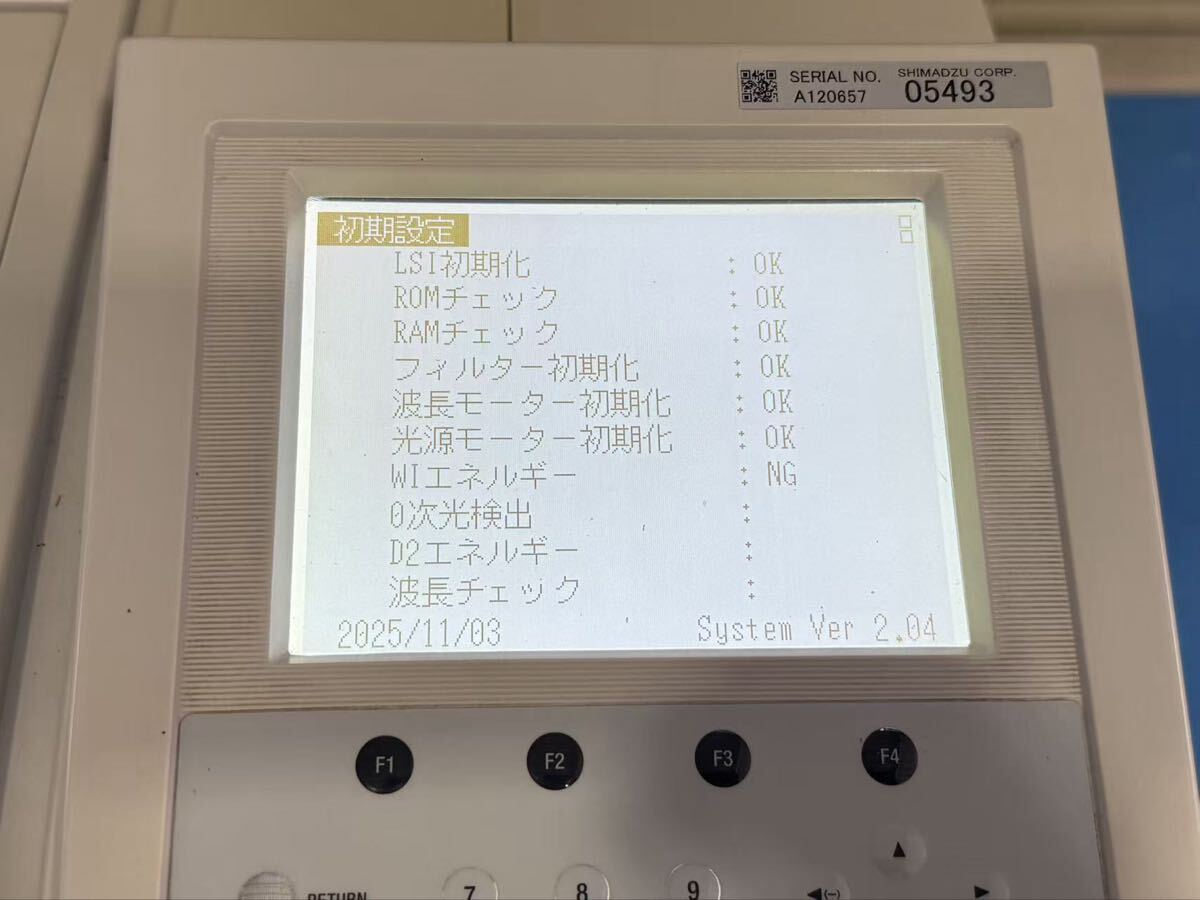 SERIAL NO. SHIMADZU CORP.
A120657 05493
初期設定
LSI初期化 : OK
ROMチェック : OK
RAMチェック : OK
フィルター初期化 : OK
波長モーター初期化 : OK
光源モーター初期化 : OK
WIエネルギー : NG
0次光検出 :
D2エネルギー :
波長チェック :
2025/11/03 System Ver 2.04
F1 F2 F3 F4
▲
RETURN 7 8 9 ◀(−) ▶